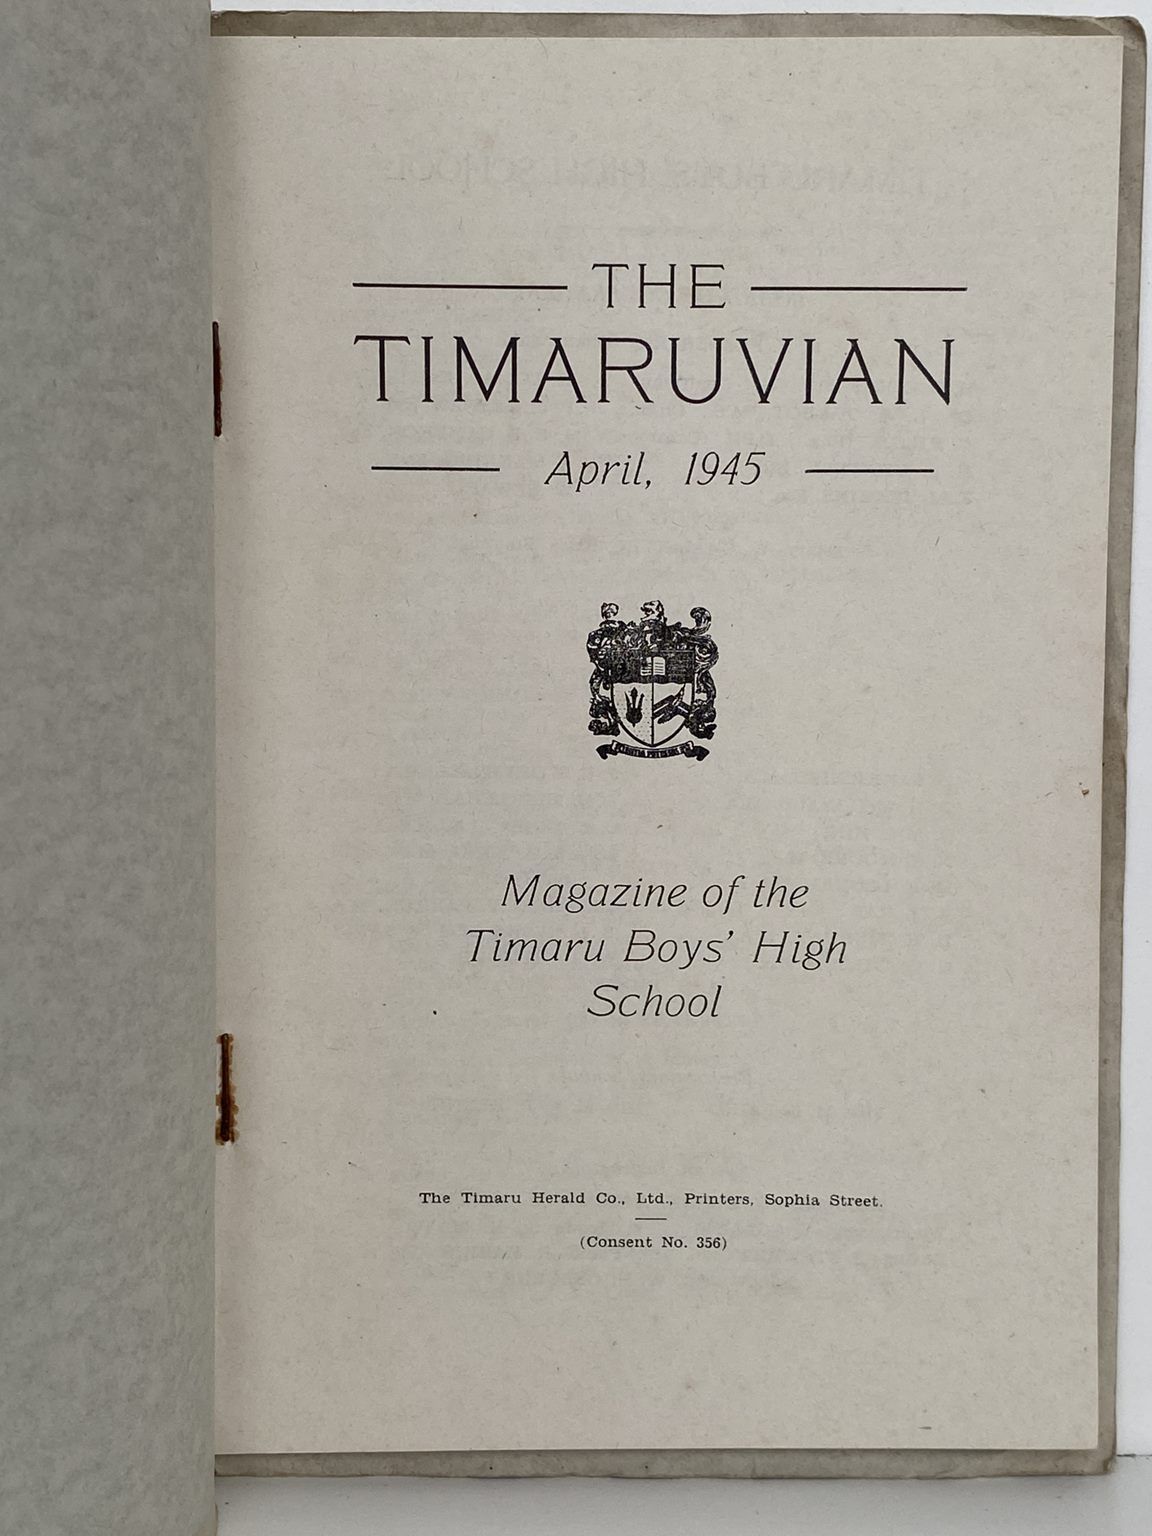 THE
TIMARUVIAN
April, 1945
Magazine of the
Timaru Boys' High
School
The Timaru Herald Co., Ltd., Printers, Sophia Street.
(Consent No. 356)